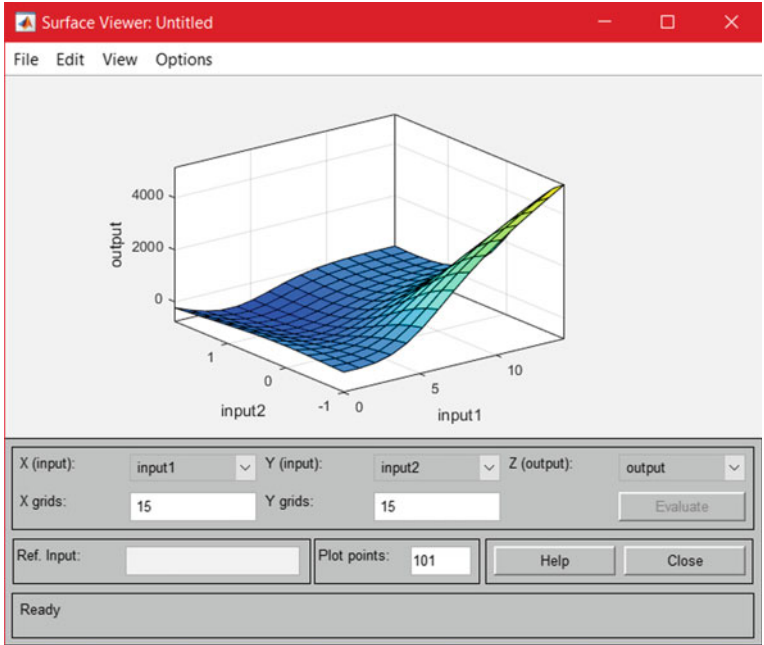 Surface Viewer: Untitled
File Edit View Options
4000
2000
0
output
1
0
-1
input2
0
5
10
input1
X (input): input1 Y (input): input2 Z (output): output
X grids: 15 Y grids: 15 Evaluate
Ref. Input: Plot points: 101 Help Close
Ready